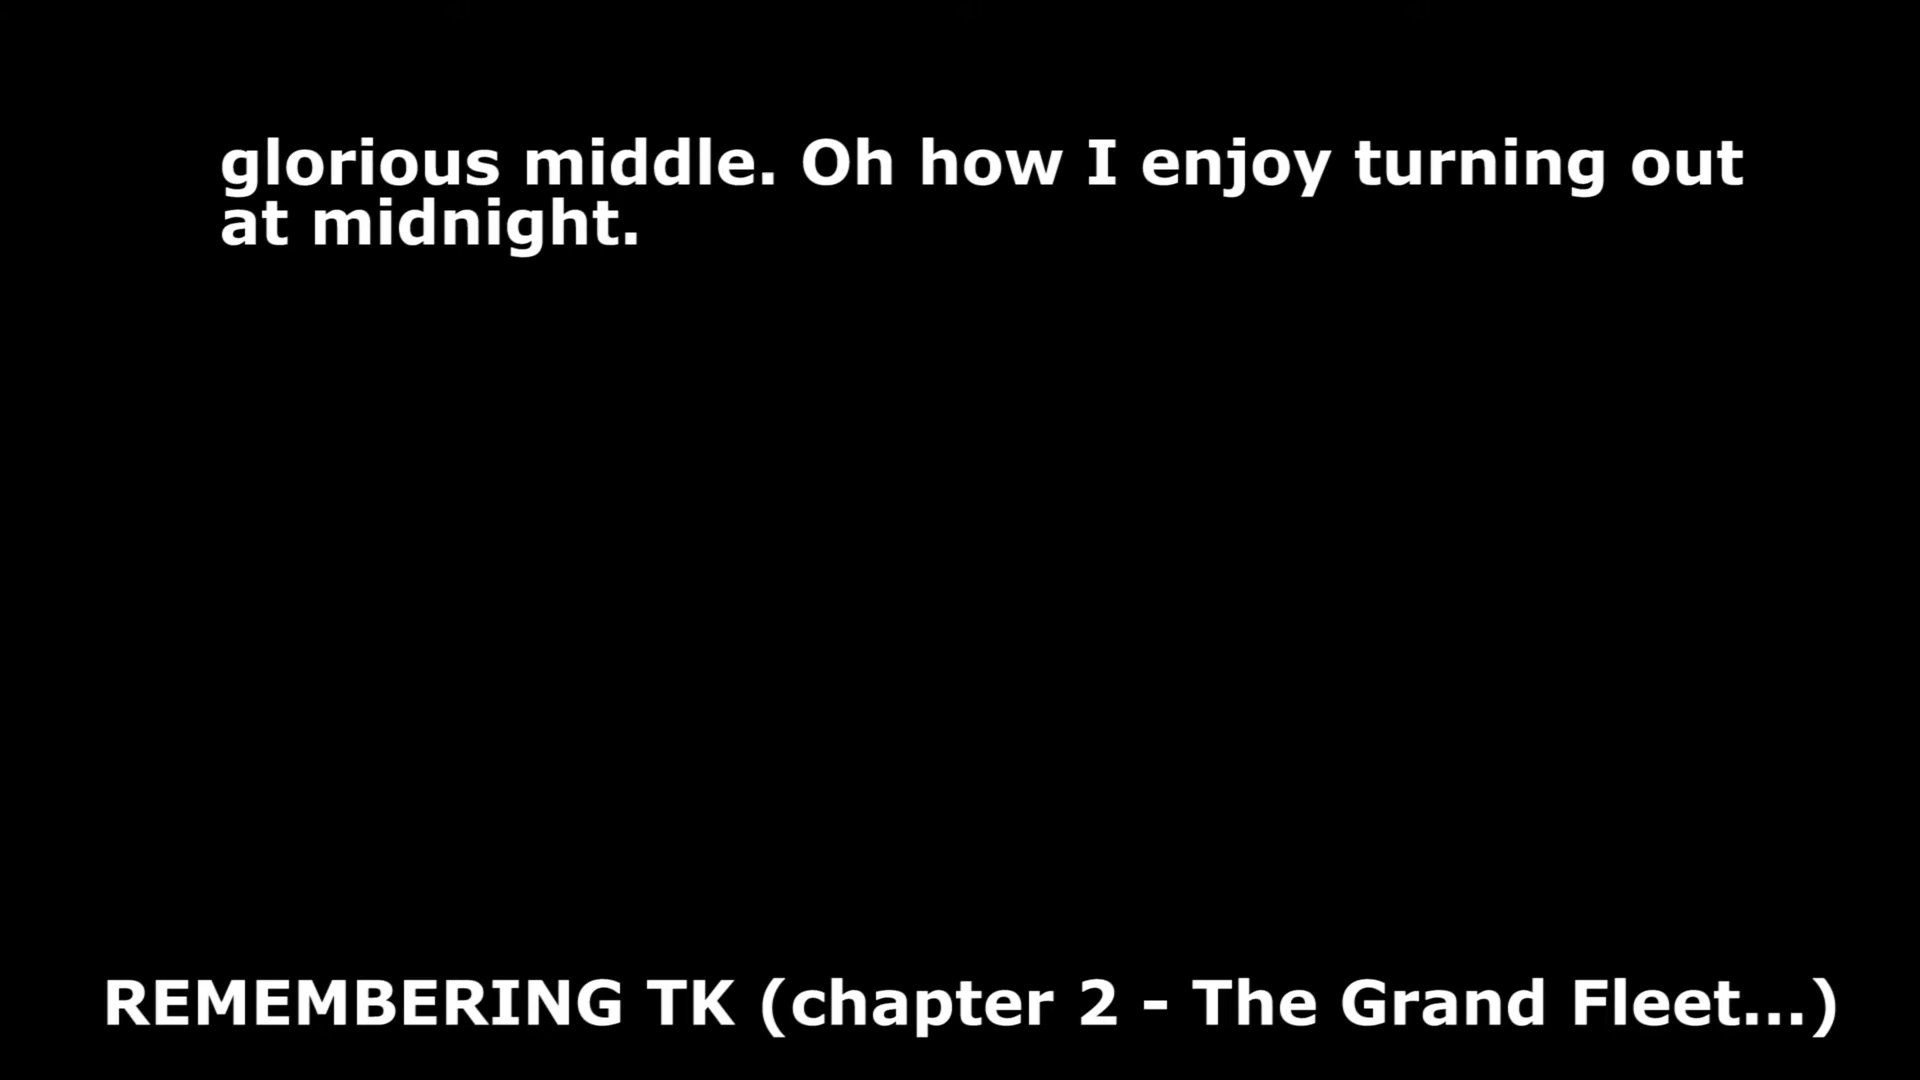 glorious middle. Oh how I enjoy turning out
at midnight.
REMEMBERING TK (chapter 2 - The Grand Fleet...)